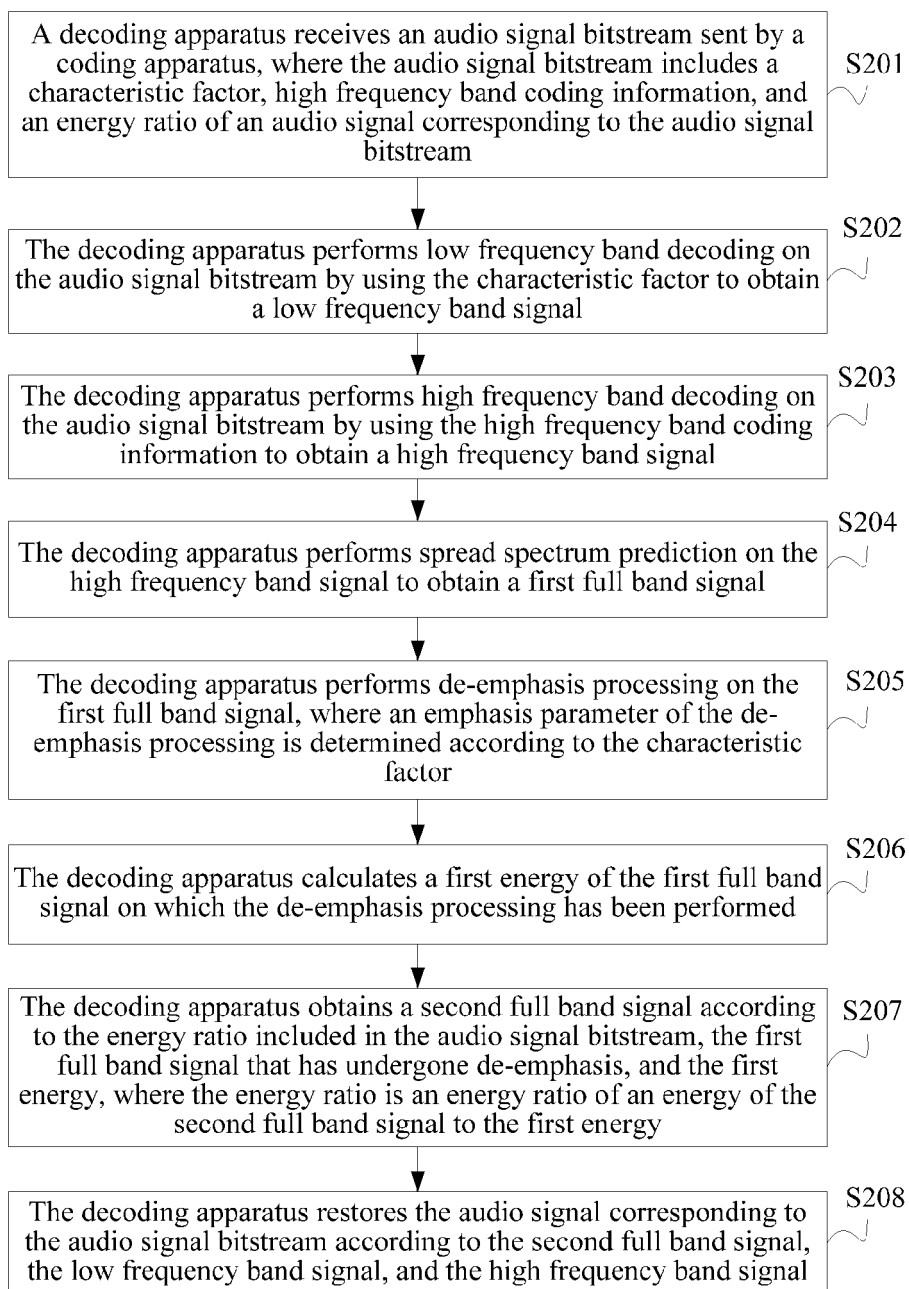 A decoding apparatus receives an audio signal bitstream sent by a
coding apparatus, where the audio signal bitstream includes a
characteristic factor, high frequency band coding information, and
an energy ratio of an audio signal corresponding to the audio signal
bitstream
S201
The decoding apparatus performs low frequency band decoding on
the audio signal bitstream by using the characteristic factor to obtain
a low frequency band signal
S202
The decoding apparatus performs high frequency band decoding on
the audio signal bitstream by using the high frequency band coding
information to obtain a high frequency band signal
S203
The decoding apparatus performs spread spectrum prediction on the
high frequency band signal to obtain a first full band signal
S204
The decoding apparatus performs de-emphasis processing on the
first full band signal, where an emphasis parameter of the de-
emphasis processing is determined according to the characteristic
factor
S205
The decoding apparatus calculates a first energy of the first full band
signal on which the de-emphasis processing has been performed
S206
The decoding apparatus obtains a second full band signal according
to the energy ratio included in the audio signal bitstream, the first
full band signal that has undergone de-emphasis, and the first
energy, where the energy ratio is an energy ratio of an energy of the
second full band signal to the first energy
S207
The decoding apparatus restores the audio signal corresponding to
the audio signal bitstream according to the second full band signal,
the low frequency band signal, and the high frequency band signal
S208